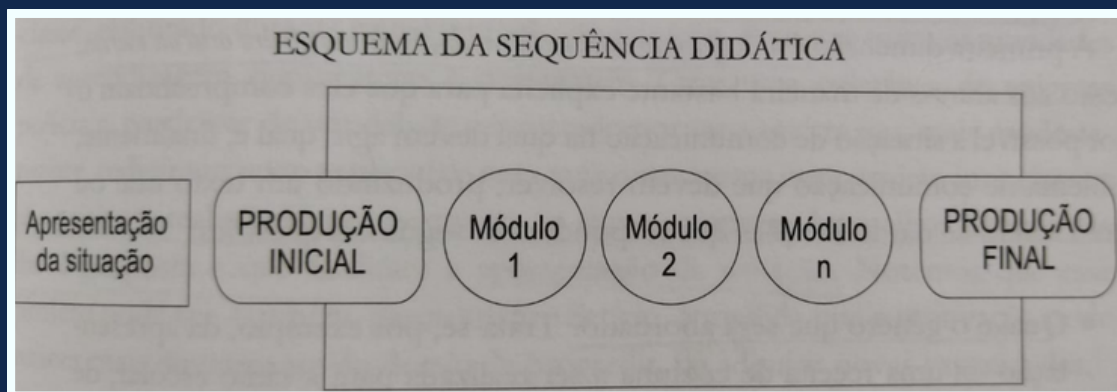 ESQUEMA DA SEQUÊNCIA DIDÁTICA
Apresentação
da situação
PRODUÇÃO
INICIAL
Módulo
1
Módulo
2
Módulo
n
PRODUÇÃO
FINAL